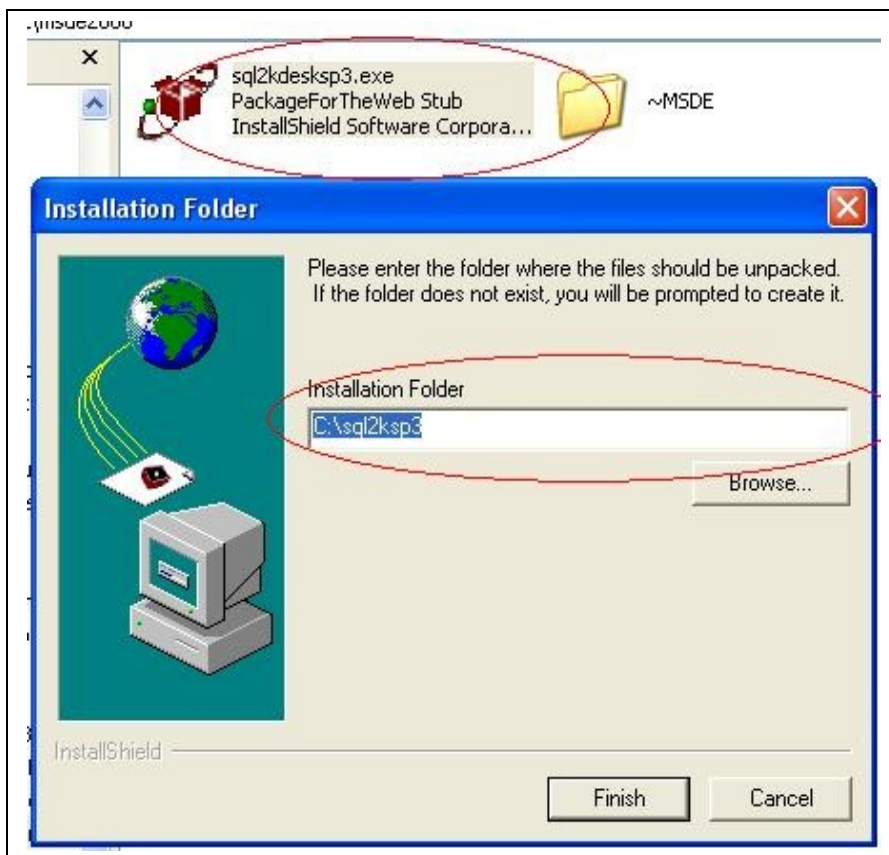 sql2kdesksp3.exe
PackageForTheWeb Stub
InstallShield Software Corpora...
~MSDE
Installation Folder
Please enter the folder where the files should be unpacked.
If the folder does not exist, you will be prompted to create it.
Installation Folder
C:\sql2ksp3
Browse...
InstallShield
Finish
Cancel